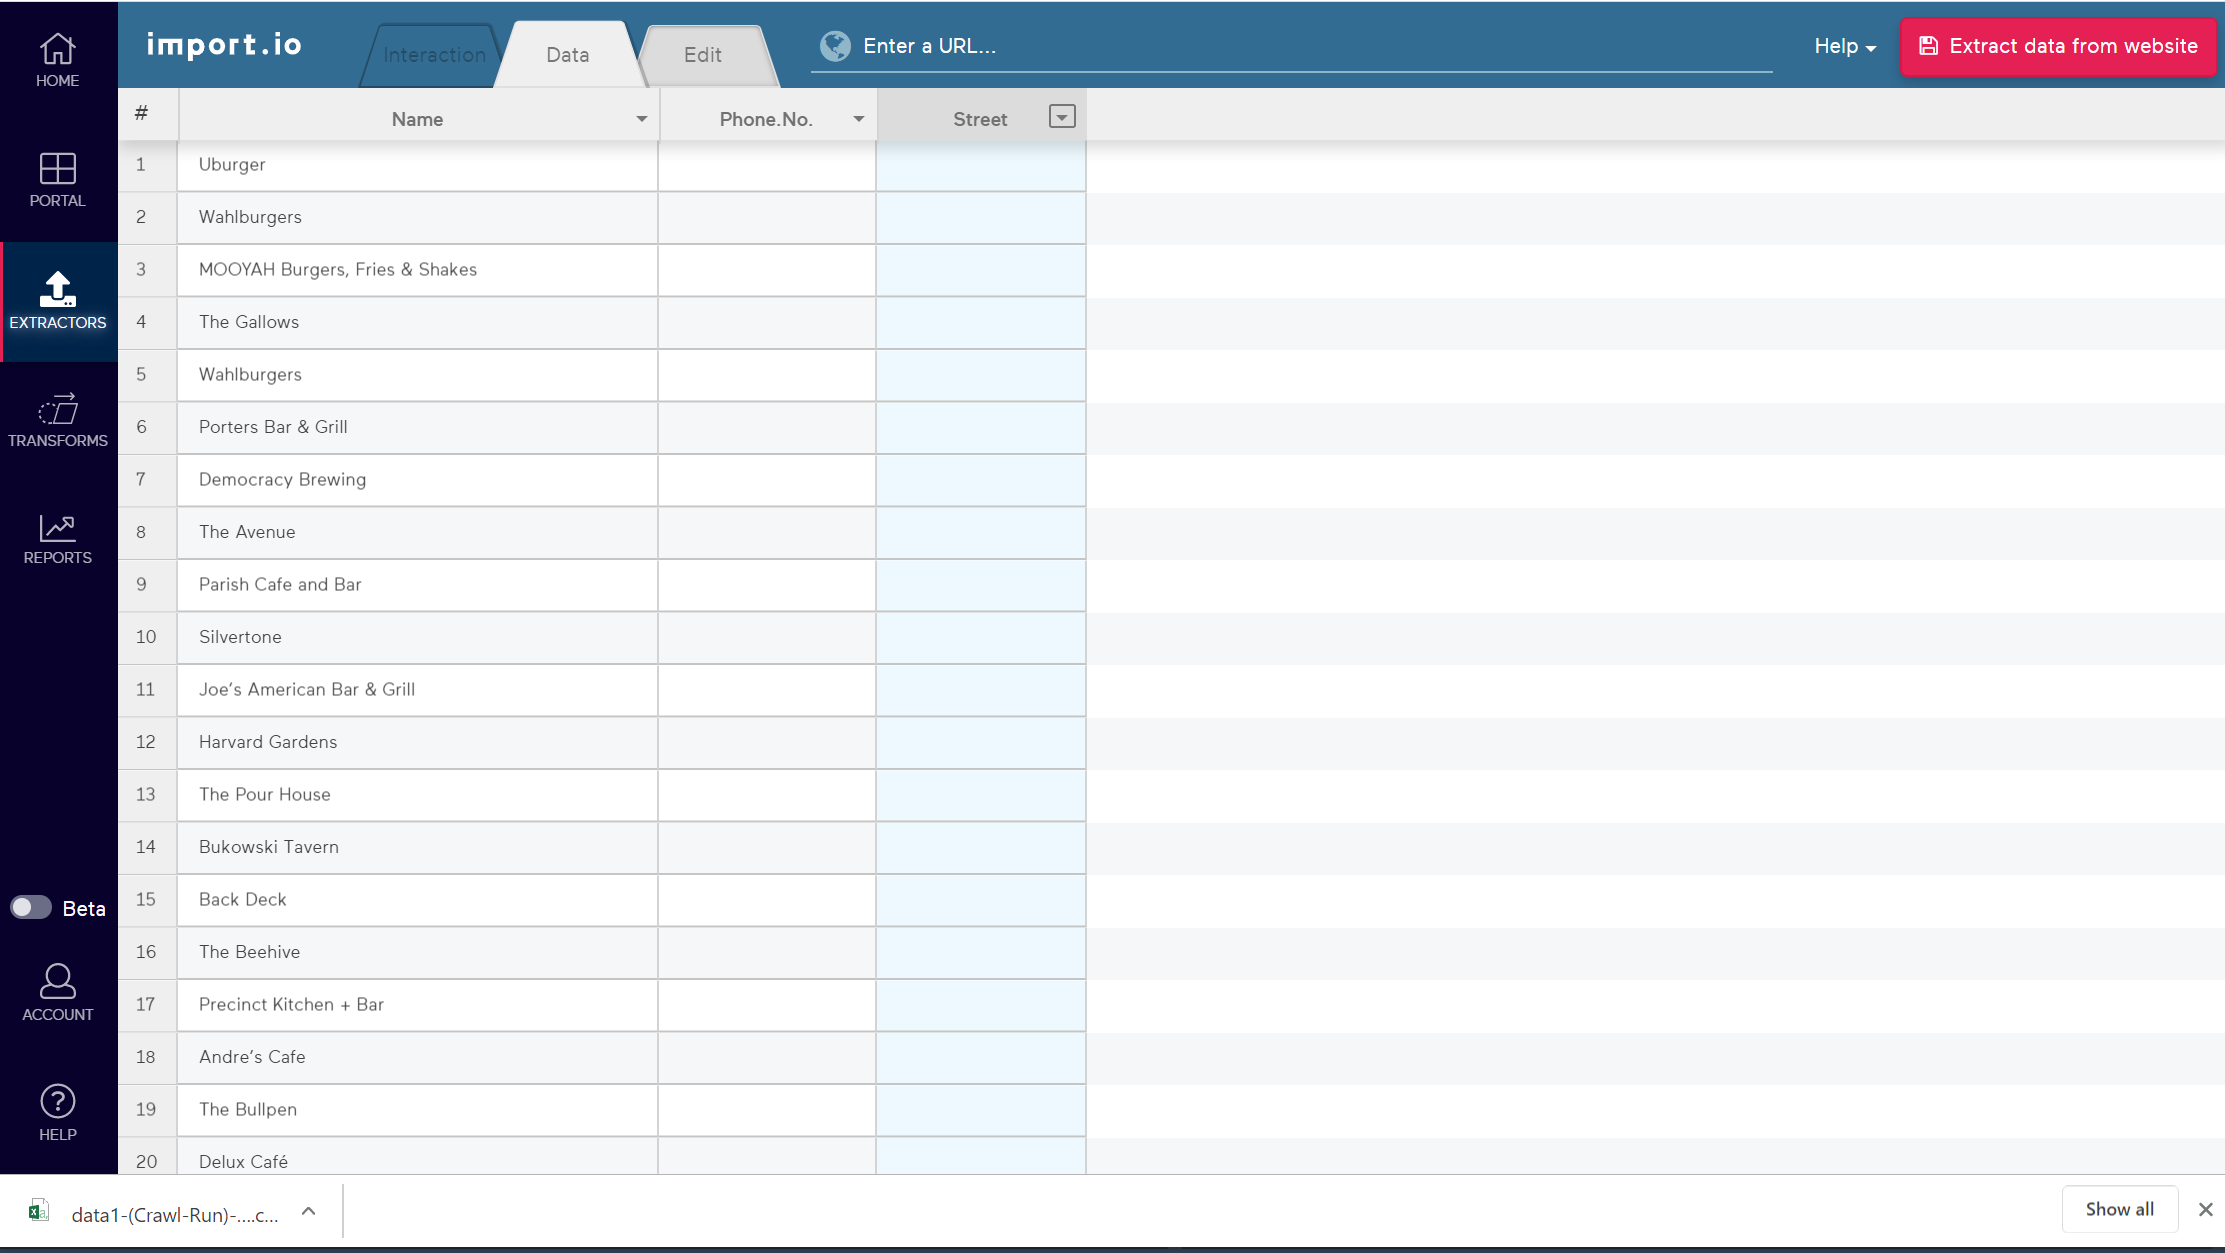 import.io
Interaction
Data
Edit
Enter a URL...
Help
Extract data from website
HOME
PORTAL
EXTRACTORS
TRANSFORMS
REPORTS
Beta
ACCOUNT
HELP
# Name Phone.No. Street
1 Uburger
2 Wahlburgers
3 MOOYAH Burgers, Fries & Shakes
4 The Gallows
5 Wahlburgers
6 Porters Bar & Grill
7 Democracy Brewing
8 The Avenue
9 Parish Cafe and Bar
10 Silvertone
11 Joe’s American Bar & Grill
12 Harvard Gardens
13 The Pour House
14 Bukowski Tavern
15 Back Deck
16 The Beehive
17 Precinct Kitchen + Bar
18 Andre’s Cafe
19 The Bullpen
20 Delux Café
data1-(Crawl-Run)-....c...
Show all